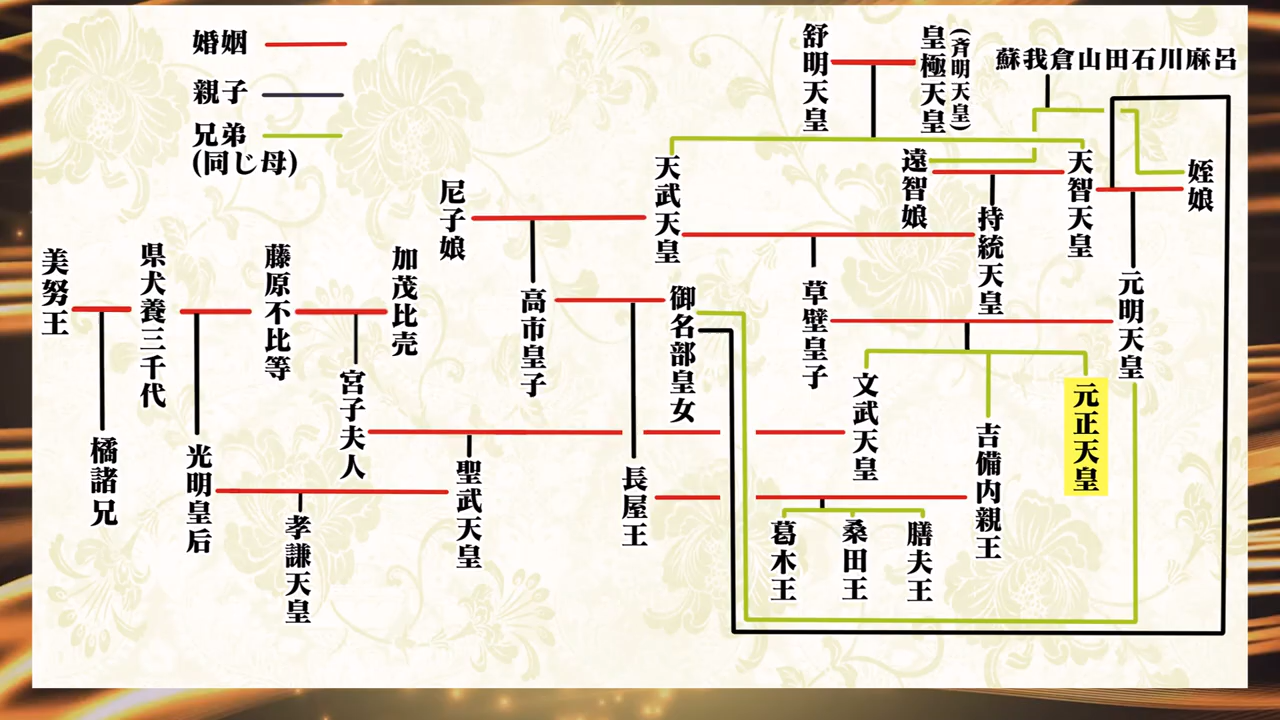 婚姻
親子
兄弟
(同じ母)
舒明天皇
皇極天皇
(斉明天皇)
蘇我倉山田石川麻呂
天武天皇
遠智娘
天智天皇
姪娘
尼子娘
持統天皇
美努王
県犬養三千代
藤原不比等
加茂比売
高市皇子
御名部皇女
草壁皇子
元明天皇
宮子夫人
文武天皇
吉備内親王
元正天皇
橘諸兄
光明皇后
聖武天皇
長屋王
孝謙天皇
葛木王
桑田王
膳夫王